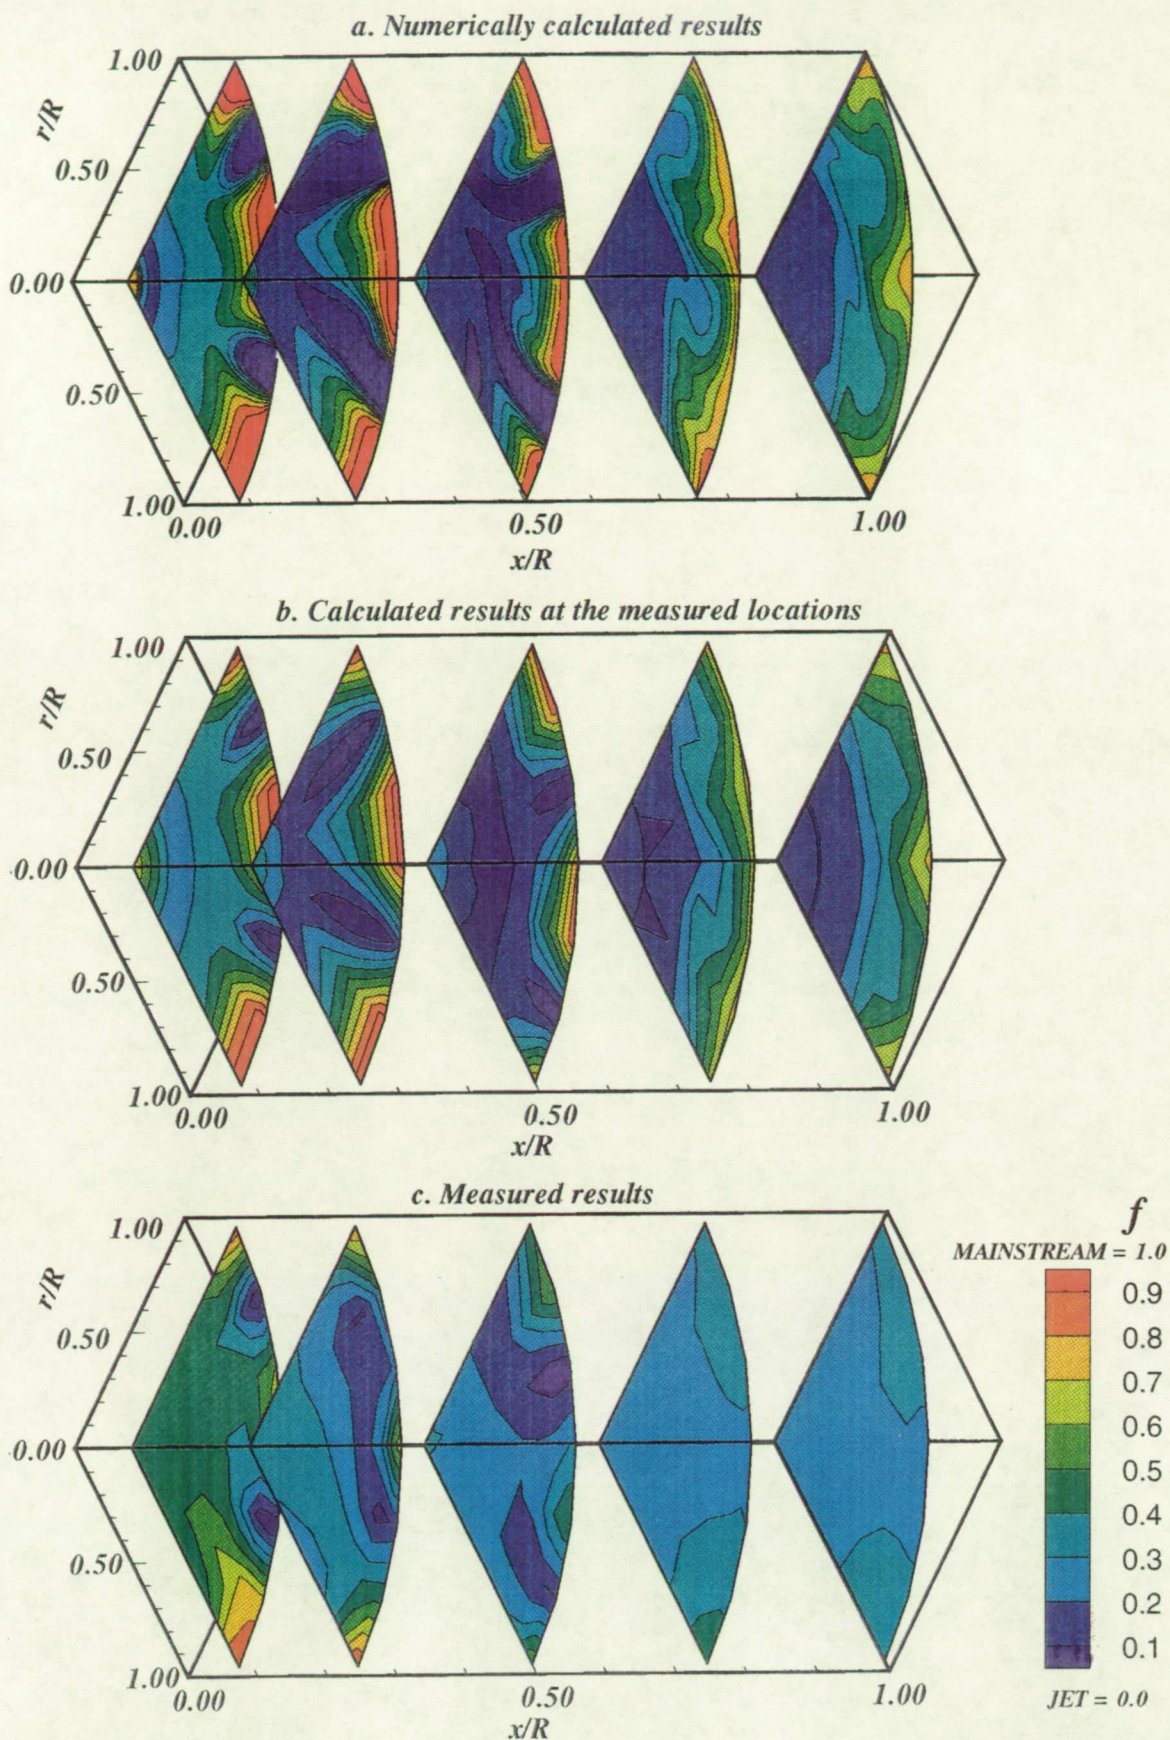 a. Numerically calculated results
1.00
r/R
0.50
0.00
0.50
1.00
0.00
0.50
1.00
x/R
b. Calculated results at the measured locations
1.00
r/R
0.50
0.00
0.50
1.00
0.00
0.50
1.00
x/R
c. Measured results
1.00
r/R
0.50
0.00
0.50
1.00
0.00
0.50
1.00
x/R
f
MAINSTREAM = 1.0
0.9
0.8
0.7
0.6
0.5
0.4
0.3
0.2
0.1
JET = 0.0